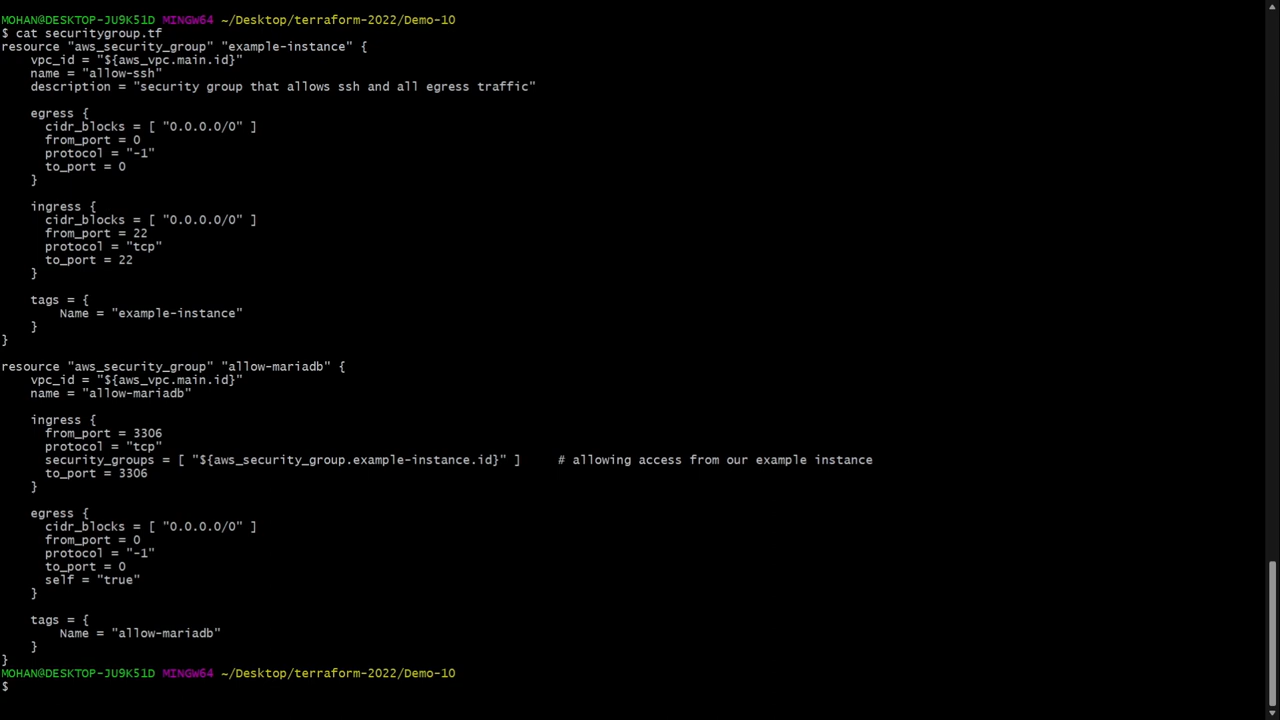 MOHAN@DESKTOP-JU9K51D MINGW64 ~/Desktop/terraform-2022/Demo-10
$ cat securitygroup.tf
resource "aws_security_group" "example-instance" {
    vpc_id = "${aws_vpc.main.id}"
    name = "allow-ssh"
    description = "security group that allows ssh and all egress traffic"

    egress {
      cidr_blocks = [ "0.0.0.0/0" ]
      from_port = 0
      protocol = "-1"
      to_port = 0
    }

    ingress {
      cidr_blocks = [ "0.0.0.0/0" ]
      from_port = 22
      protocol = "tcp"
      to_port = 22
    }

    tags = {
        Name = "example-instance"
    }
}

resource "aws_security_group" "allow-mariadb" {
    vpc_id = "${aws_vpc.main.id}"
    name = "allow-mariadb"

    ingress {
      from_port = 3306
      protocol = "tcp"
      security_groups = [ "${aws_security_group.example-instance.id}" ]     # allowing access from our example instance
      to_port = 3306
    }

    egress {
      cidr_blocks = [ "0.0.0.0/0" ]
      from_port = 0
      protocol = "-1"
      to_port = 0
      self = "true"
    }

    tags = {
        Name = "allow-mariadb"
    }
}
MOHAN@DESKTOP-JU9K51D MINGW64 ~/Desktop/terraform-2022/Demo-10
$